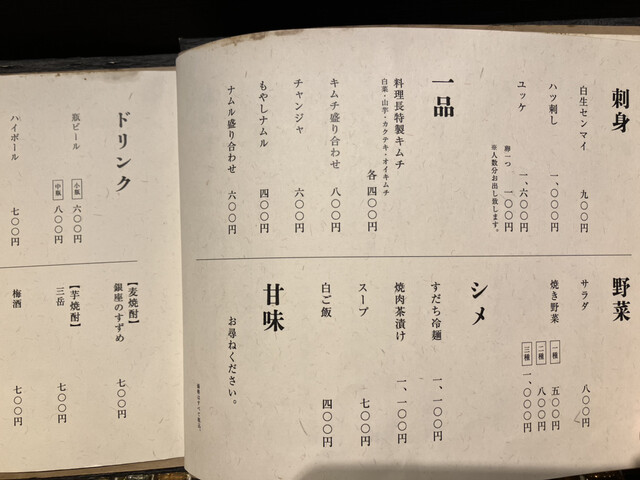 刺身
白生センマイ 九〇〇円
ハツ刺し 一、〇〇〇円
ユッケ 一、六〇〇円
卵一つ 一〇〇円
※人数分お出し致します。
一品
料理長特製キムチ 各 四〇〇円
白菜・山芋・カクテキ・オイキムチ
キムチ盛り合わせ 八〇〇円
チャンジャ 六〇〇円
もやしナムル 四〇〇円
ナムル盛り合わせ 六〇〇円
野菜
サラダ 八〇〇円
焼き野菜 一種 五〇〇円
二種 八〇〇円
三種 一、〇〇〇円
シメ
すだち冷麺 一、一〇〇円
焼肉茶漬け 一、一〇〇円
スープ 七〇〇円
白ご飯 四〇〇円
甘味
お尋ねください。
ドリンク
瓶ビール 小瓶 六〇〇円
中瓶 八〇〇円
ハイボール 七〇〇円
【麦焼酎】
銀座のすずめ 七〇〇円
【芋焼酎】
三岳 七〇〇円
梅酒 七〇〇円